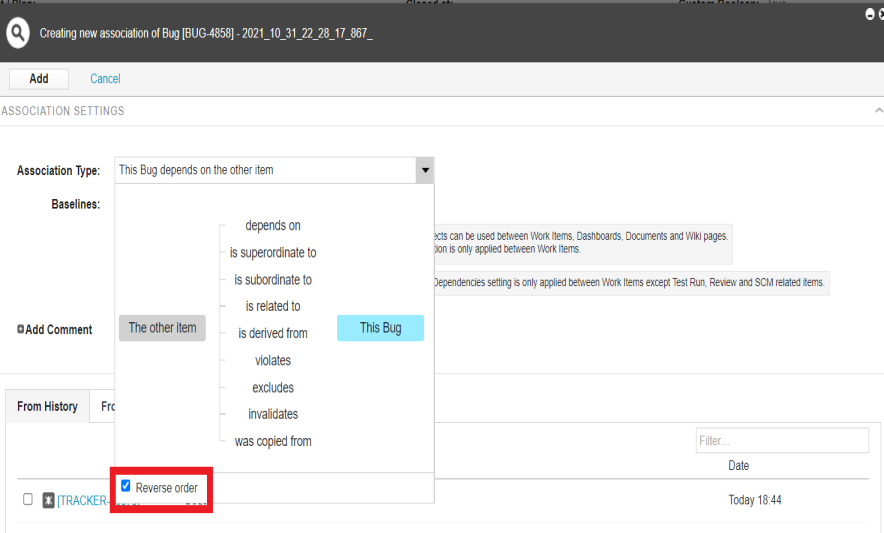 Closed at:
Creating new association of Bug [BUG-4858] - 2021_10_31_22_28_17_867_
Add
Cancel
ASSOCIATION SETTINGS
Association Type:
This Bug depends on the other item
Baselines:
depends on
is superordinate to
is subordinate to
is related to
is derived from
violates
excludes
invalidates
was copied from
The other item
This Bug
ects can be used between Work Items, Dashboards, Documents and Wiki pages.
tion is only applied between Work Items.
Dependencies setting is only applied between Work Items except Test Run, Review and SCM related items.
Add Comment
Reverse order
From History
Fro
Filter...
Date
[TRACKER-
Today 18:44